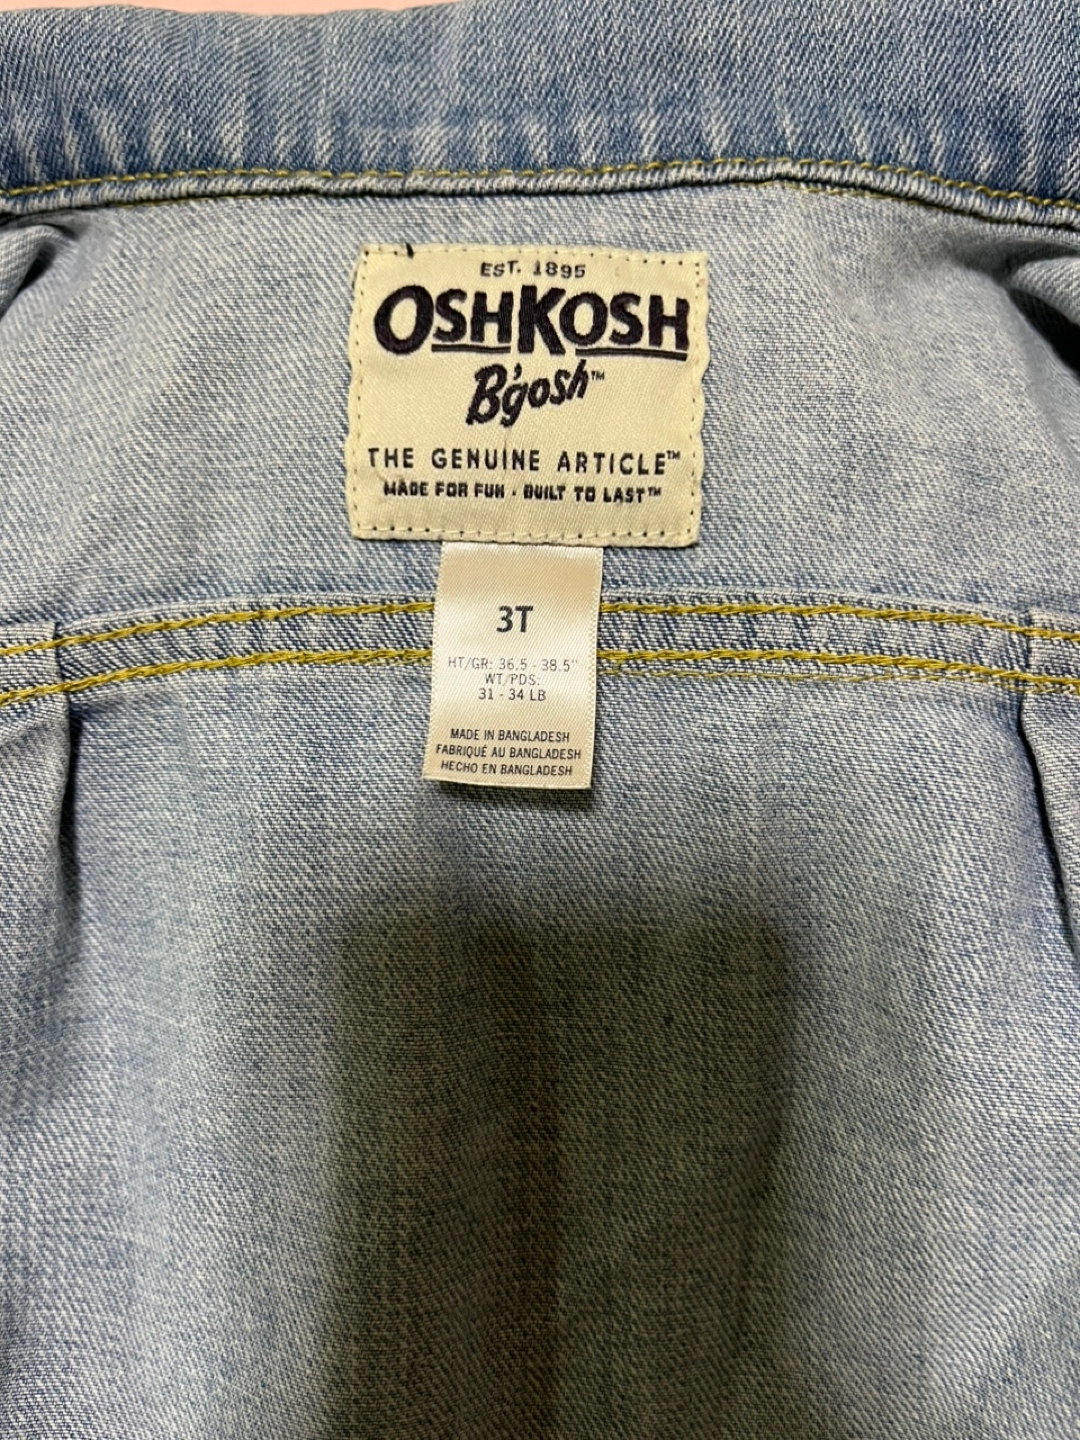 EST. 1895
OSHKOSH
B'gosh™
THE GENUINE ARTICLE™
MADE FOR FUN · BUILT TO LAST™
3T
HT/GR: 36.5 - 38.5"
WT/PDS:
31 - 34 LB
MADE IN BANGLADESH
FABRIQUÉ AU BANGLADESH
HECHO EN BANGLADESH